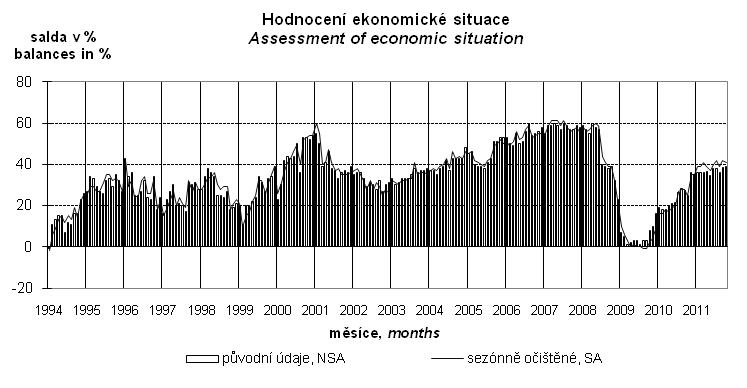 Hodnocení ekonomické situace
Assessment of economic situation
salda v %
balances in %
80
60
40
20
0
-20
1994 1995 1996 1997 1998 1999 2000 2001 2002 2003 2004 2005 2006 2007 2008 2009 2010 2011
měsíce, months
původní údaje, NSA sezónně očištěné, SA